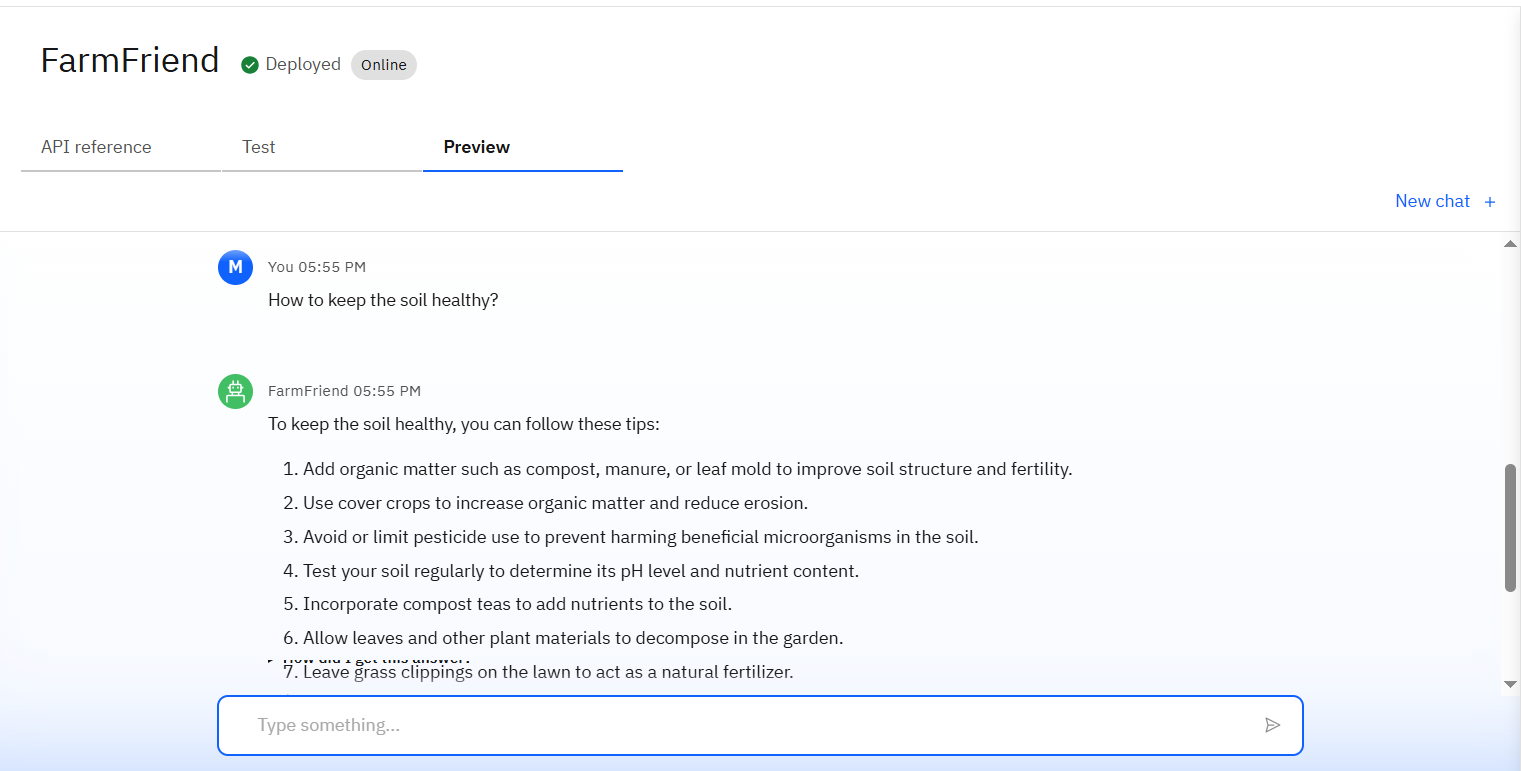 FarmFriend
Deployed
Online
API reference
Test
Preview
New chat +
M
You 05:55 PM
How to keep the soil healthy?
FarmFriend 05:55 PM
To keep the soil healthy, you can follow these tips:
1. Add organic matter such as compost, manure, or leaf mold to improve soil structure and fertility.
2. Use cover crops to increase organic matter and reduce erosion.
3. Avoid or limit pesticide use to prevent harming beneficial microorganisms in the soil.
4. Test your soil regularly to determine its pH level and nutrient content.
5. Incorporate compost teas to add nutrients to the soil.
6. Allow leaves and other plant materials to decompose in the garden.
How did I get this answer?
7. Leave grass clippings on the lawn to act as a natural fertilizer.
Type something...